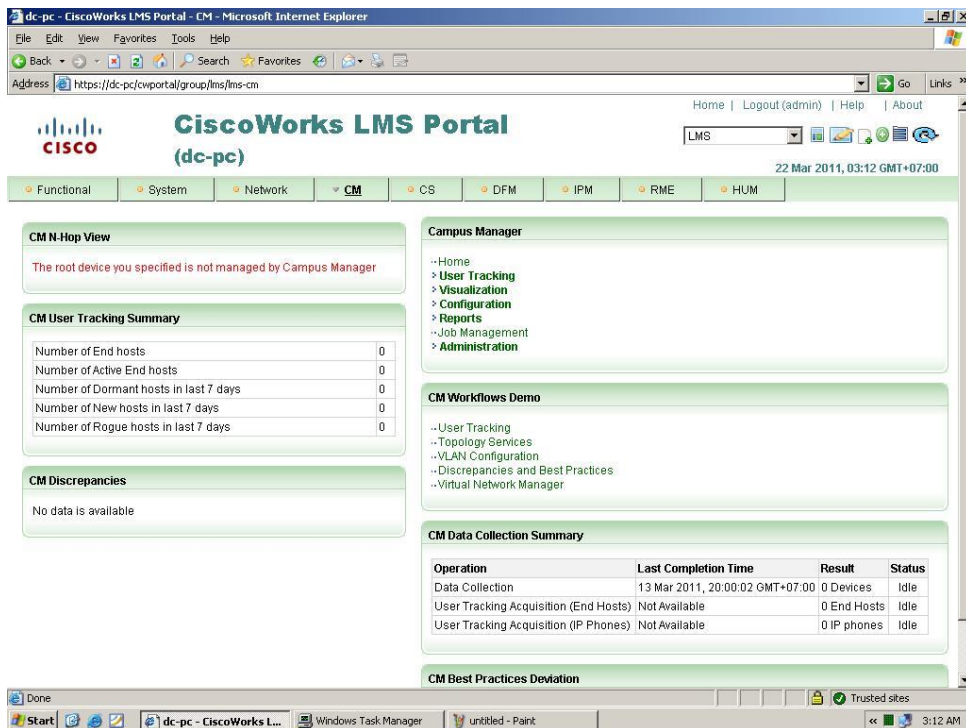 dc-pc - CiscoWorks LMS Portal - CM - Microsoft Internet Explorer
File Edit View Favorites Tools Help
Back Search Favorites
Address https://dc-pc/cwportal/group/lms/lms-cm Go Links »
Home | Logout (admin) | Help | About
CISCO
CiscoWorks LMS Portal
(dc-pc)
LMS
22 Mar 2011, 03:12 GMT+07:00
Functional System Network CM CS DFM IPM RME HUM
CM N-Hop View
The root device you specified is not managed by Campus Manager
CM User Tracking Summary
Number of End hosts 0
Number of Active End hosts 0
Number of Dormant hosts in last 7 days 0
Number of New hosts in last 7 days 0
Number of Rogue hosts in last 7 days 0
CM Discrepancies
No data is available
Campus Manager
Home
User Tracking
Visualization
Configuration
Reports
Job Management
Administration
CM Workflows Demo
User Tracking
Topology Services
VLAN Configuration
Discrepancies and Best Practices
Virtual Network Manager
CM Data Collection Summary
Operation Last Completion Time Result Status
Data Collection 13 Mar 2011, 20:00:02 GMT+07:00 0 Devices Idle
User Tracking Acquisition (End Hosts) Not Available 0 End Hosts Idle
User Tracking Acquisition (IP Phones) Not Available 0 IP phones Idle
CM Best Practices Deviation
Done Trusted sites
Start dc-pc - CiscoWorks L... Windows Task Manager untitled - Paint « 3:12 AM